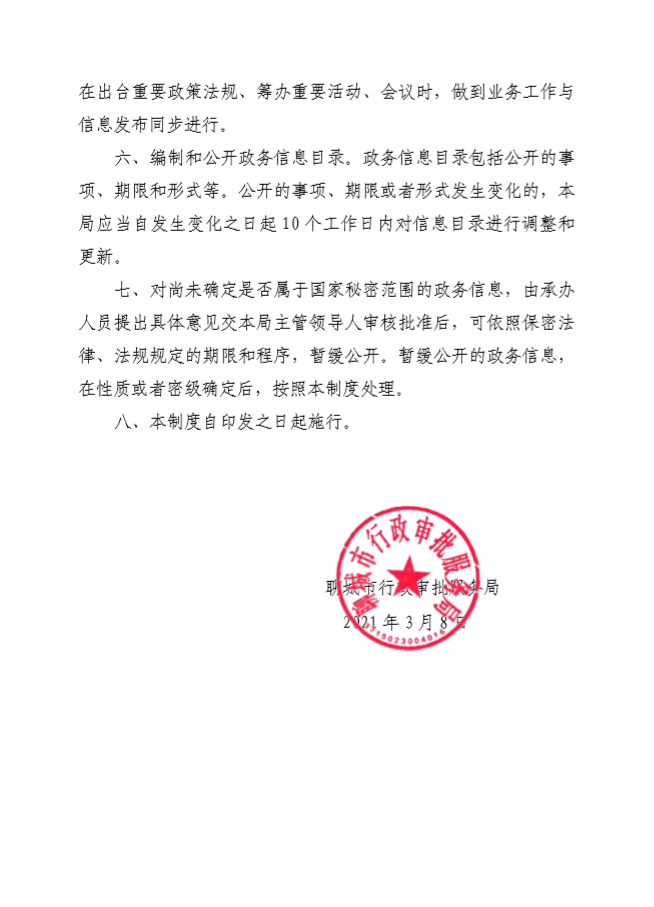 在出台重要政策法规、筹办重要活动、会议时，做到业务工作与
信息发布同步进行。
六、编制和公开政务信息目录。政务信息目录包括公开的事
项、期限和形式等。公开的事项、期限或者形式发生变化的，本
局应当自发生变化之日起 10 个工作日内对信息目录进行调整和
更新。
七、对尚未确定是否属于国家秘密范围的政务信息，由承办
人员提出具体意见交本局主管领导人审核批准后，可依照保密法
律、法规规定的期限和程序，暂缓公开。暂缓公开的政务信息，
在性质或者密级确定后，按照本制度处理。
八、本制度自印发之日起施行。
聊城市行政审批服务局
聊城市行政审批服务局
2021 年 3 月 8 日
3715023004016